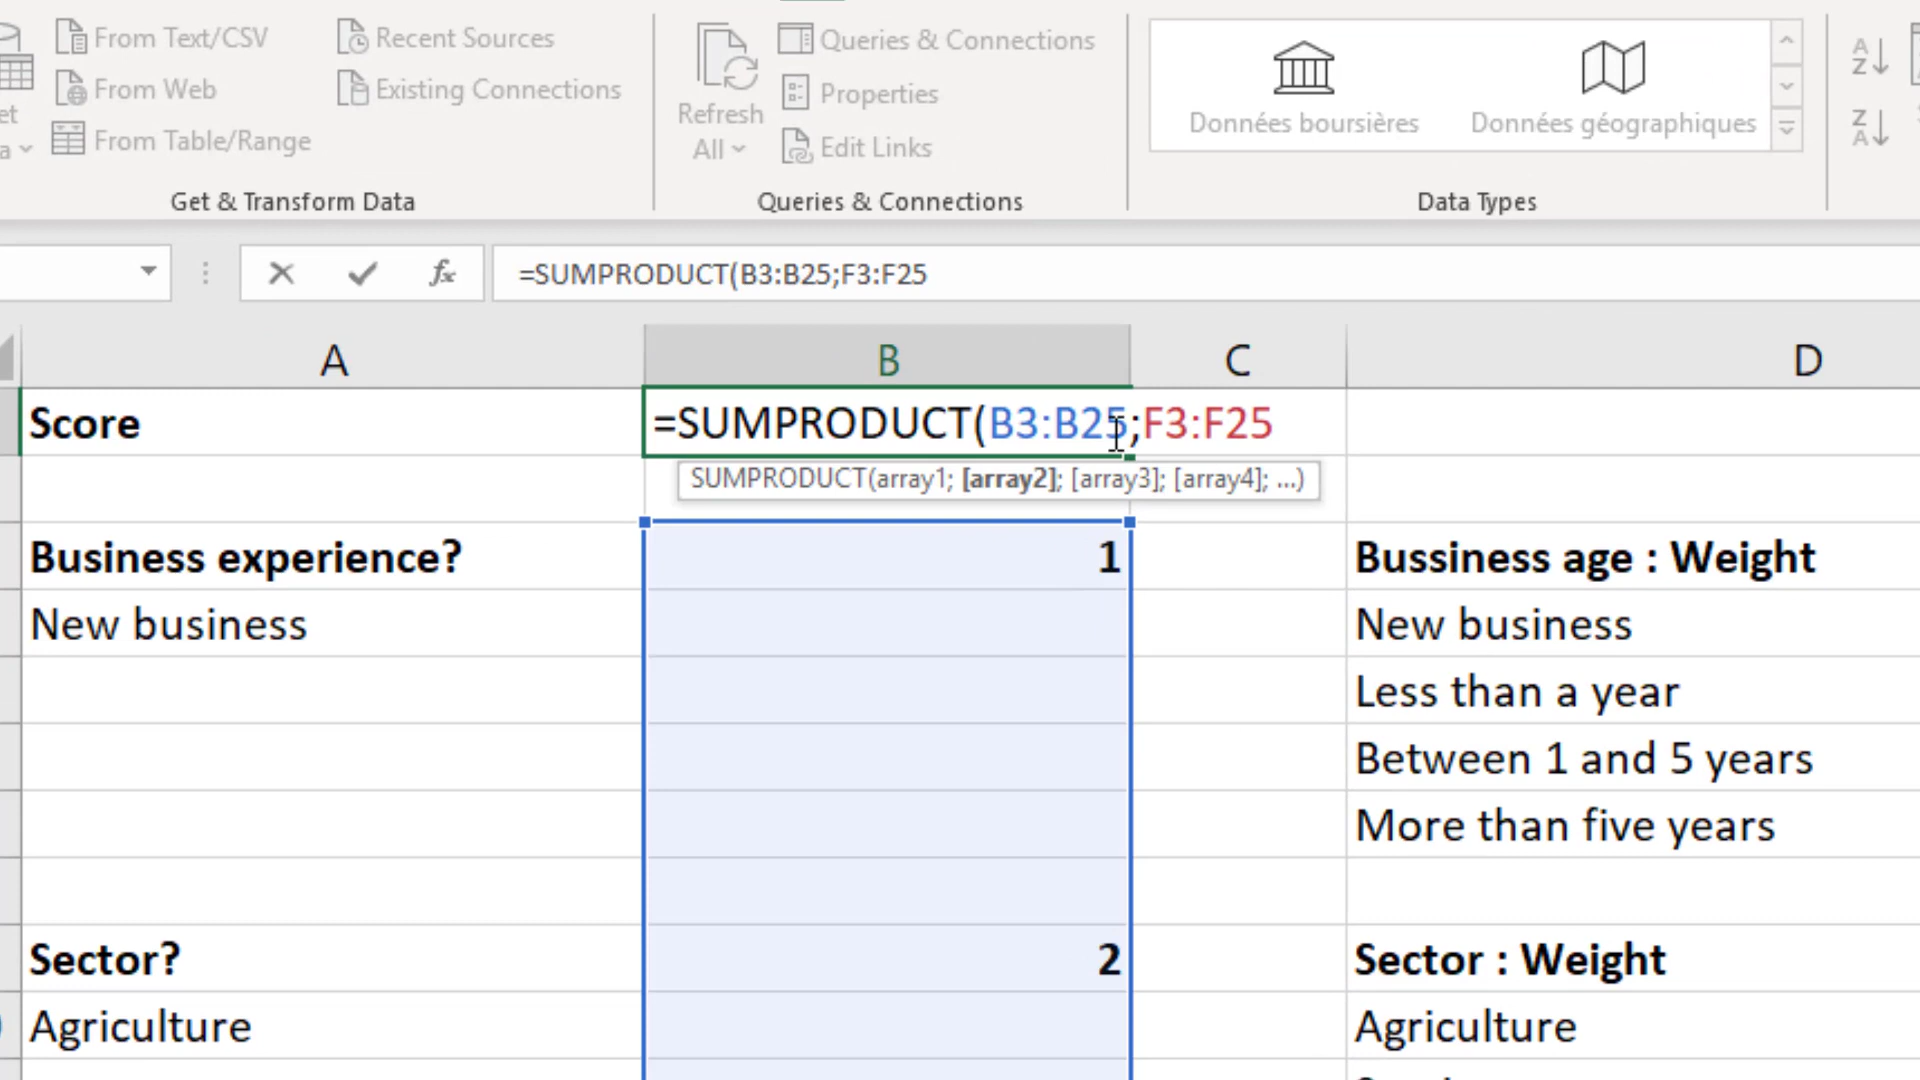 From Text/CSV
Recent Sources
From Web
Existing Connections
From Table/Range
Get & Transform Data
Refresh
All
Queries & Connections
Properties
Edit Links
Queries & Connections
Données boursières
Données géographiques
Data Types
A
Z
Z
A
fx
=SUMPRODUCT(B3:B25;F3:F25
A
B
C
D
Score
=SUMPRODUCT(B3:B25;F3:F25
SUMPRODUCT(array1; [array2]; [array3]; [array4]; ...)
Business experience?
1
Bussiness age : Weight
New business
New business
Less than a year
Between 1 and 5 years
More than five years
Sector?
2
Sector : Weight
Agriculture
Agriculture